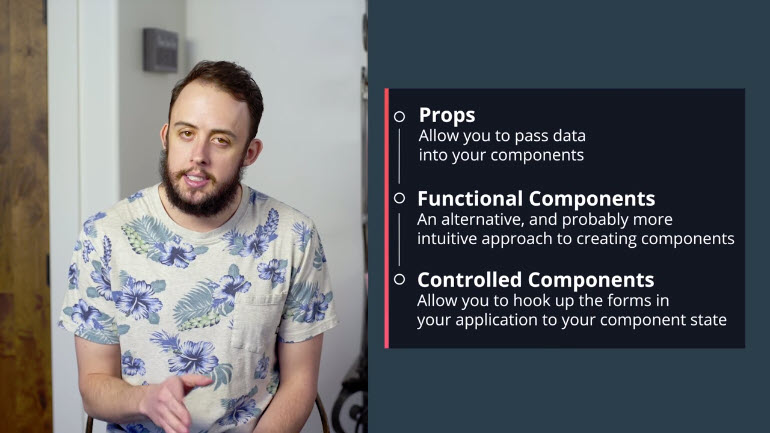 Props
Allow you to pass data
into your components
Functional Components
An alternative, and probably more
intuitive approach to creating components
Controlled Components
Allow you to hook up the forms in
your application to your component state